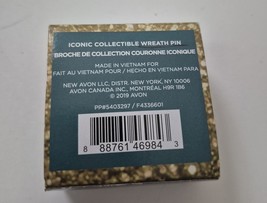 ICONIC COLLECTIBLE WREATH PIN
BROCHE DE COLLECTION COURONNE ICONIQUE
MADE IN VIETNAM FOR
FAIT AU VIETNAM POUR / HECHO EN VIETNAM PARA
NEW AVON LLC, DISTR. NEW YORK, NY 10006
AVON CANADA INC., MONTRÉAL H9R 1B6
© 2019 AVON
PP#5403297 / F4336601
8 88761 46984 3